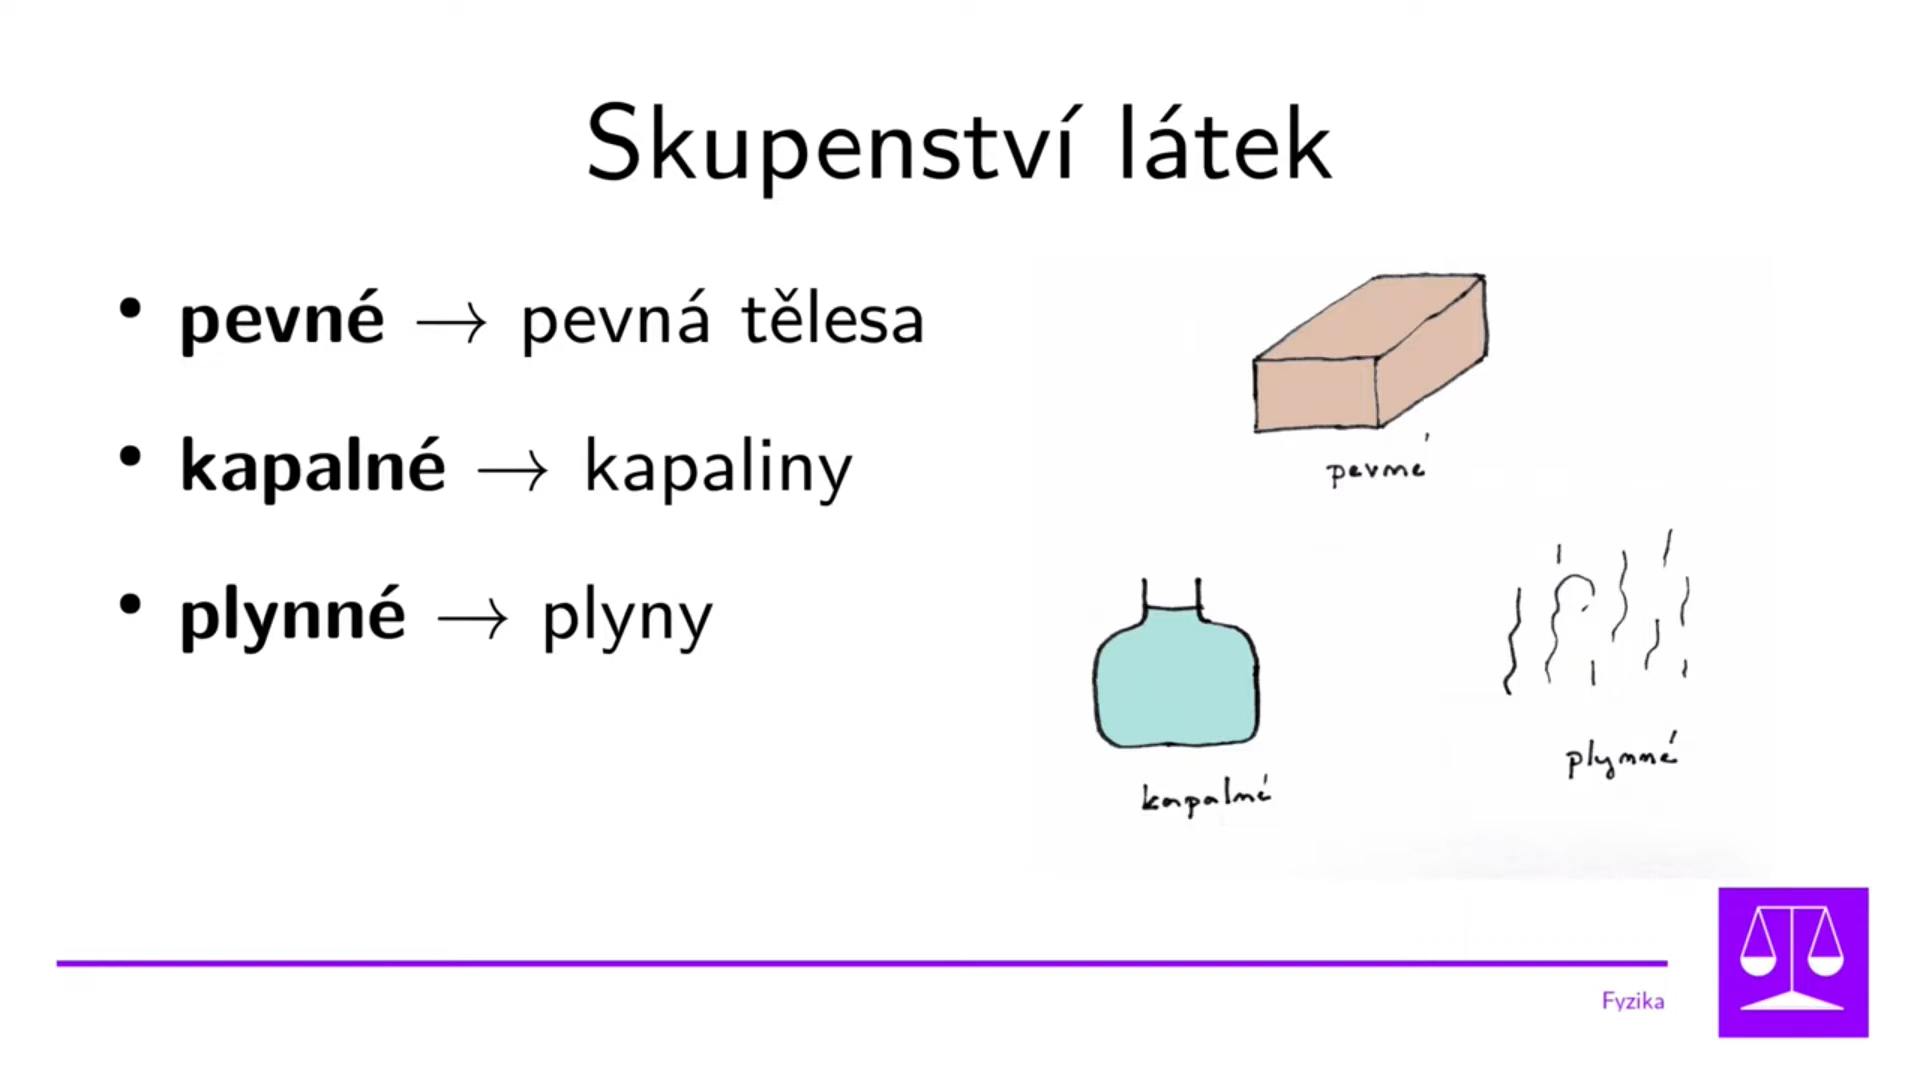 Skupenství látek
• pevné → pevná tělesa
• kapalné → kapaliny
• plynné → plyny
pevné
kapalné
plynné
Fyzika